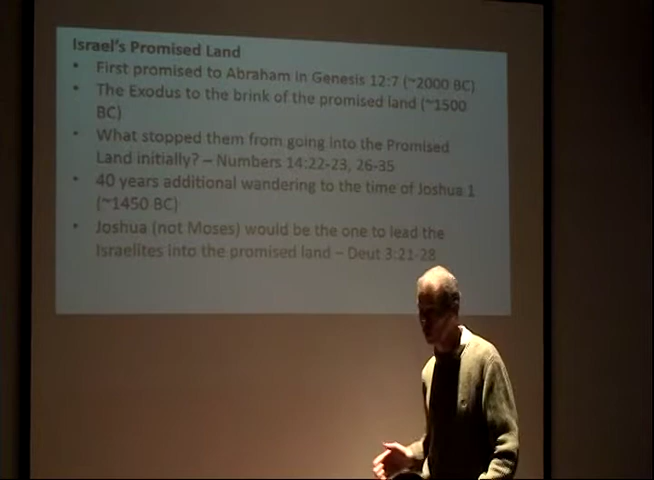 Israel's Promised Land
• First promised to Abraham in Genesis 12:7 (~2000 BC)
• The Exodus to the brink of the promised land (~1500
BC)
• What stopped them from going into the Promised
Land initially? – Numbers 14:22-23, 26-35
• 40 years additional wandering to the time of Joshua 1
(~1450 BC)
• Joshua (not Moses) would be the one to lead the
Israelites into the promised land – Deut 3:21-28